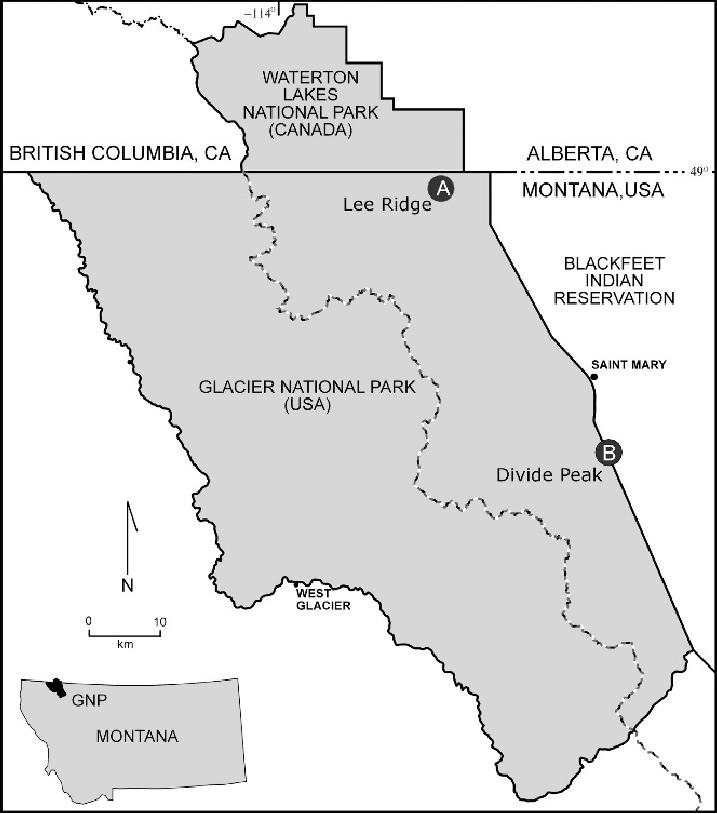 –114°
WATERTON
LAKES
NATIONAL PARK
(CANADA)
BRITISH COLUMBIA, CA
ALBERTA, CA
49°
MONTANA,USA
A
Lee Ridge
BLACKFEET
INDIAN
RESERVATION
SAINT MARY
GLACIER NATIONAL PARK
(USA)
B
Divide Peak
N
WEST
GLACIER
0 10
km
GNP
MONTANA